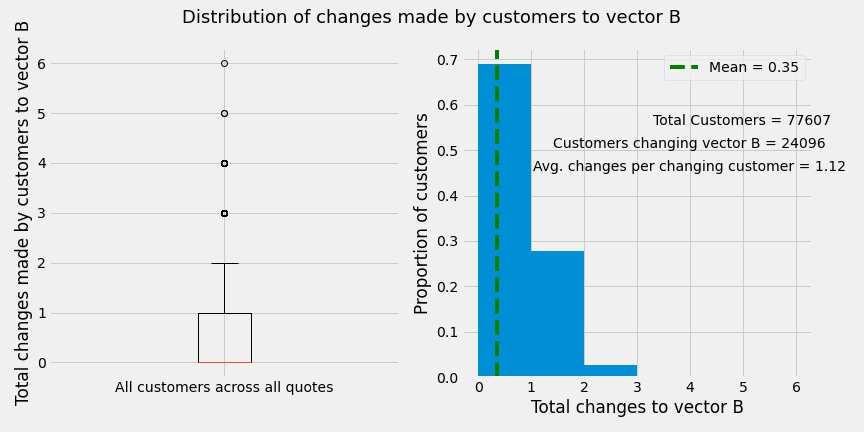 Distribution of changes made by customers to vector B
Total changes made by customers to vector B
6
5
4
3
2
1
0
All customers across all quotes
Proportion of customers
0.7
0.6
0.5
0.4
0.3
0.2
0.1
0.0
Mean = 0.35
Total Customers = 77607
Customers changing vector B = 24096
Avg. changes per changing customer = 1.12
0 1 2 3 4 5 6
Total changes to vector B